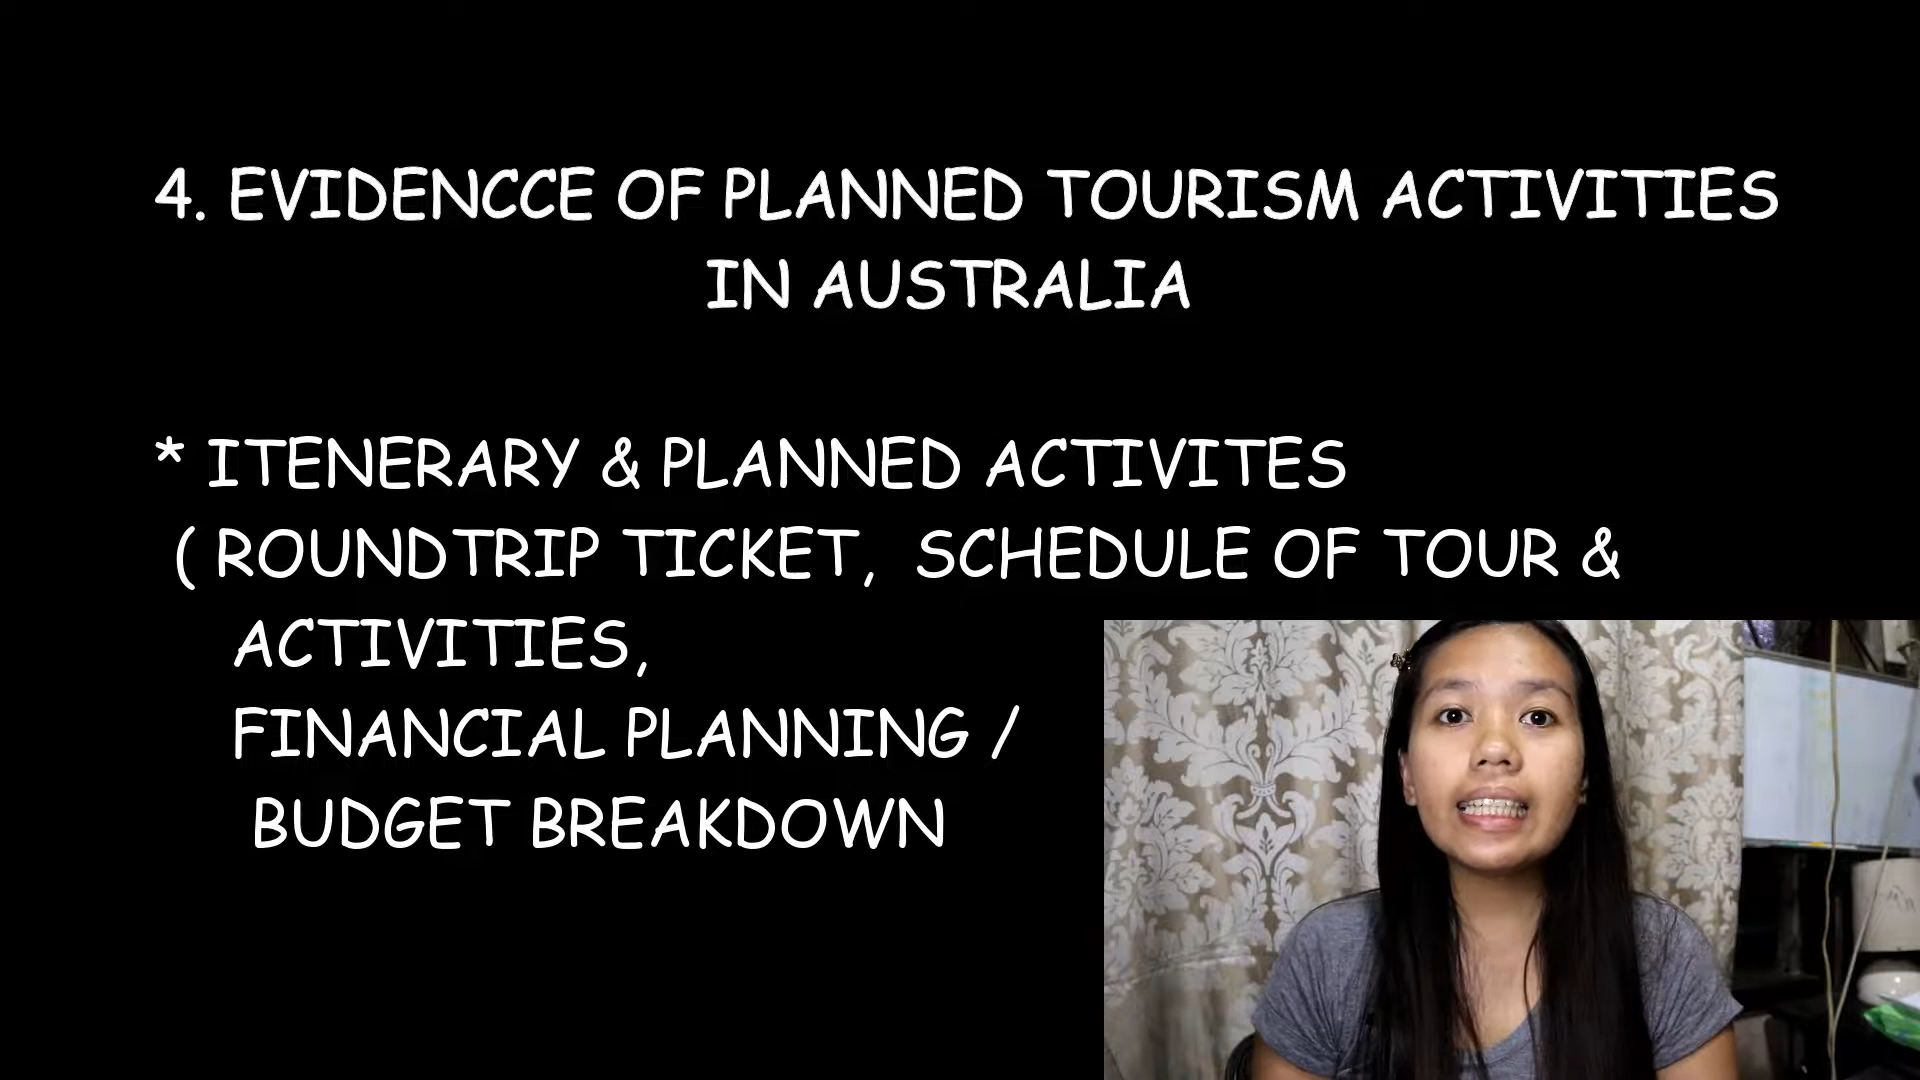 4. EVIDENCCE OF PLANNED TOURISM ACTIVITIES
IN AUSTRALIA
* ITENERARY & PLANNED ACTIVITES
( ROUNDTRIP TICKET, SCHEDULE OF TOUR &
ACTIVITIES,
FINANCIAL PLANNING /
BUDGET BREAKDOWN